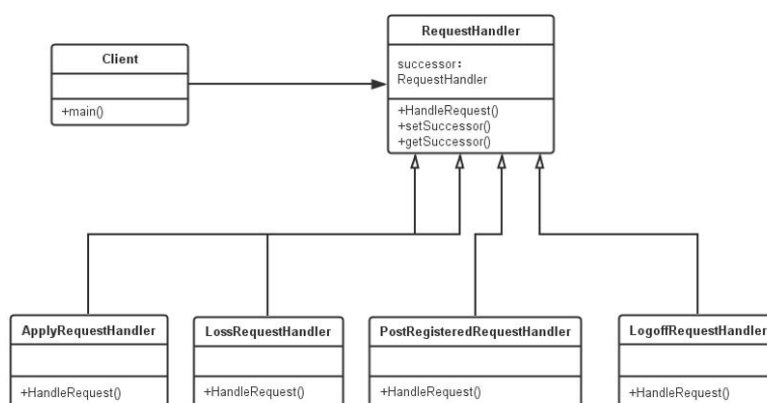 RequestHandler
successor:
RequestHandler
+HandleRequest()
+setSuccessor()
+getSuccessor()
Client
+main()
ApplyRequestHandler
+HandleRequest()
LossRequestHandler
+HandleRequest()
PostRegisteredRequestHandler
+HandleRequest()
LogoffRequestHandler
+HandleRequest()